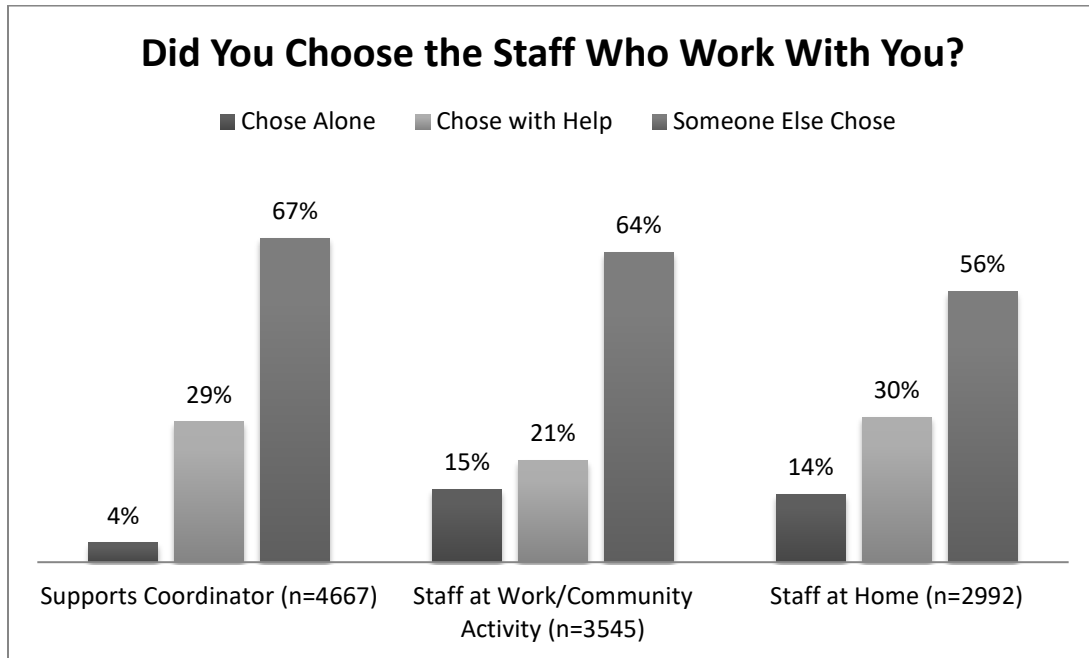 Did You Choose the Staff Who Work With You?
Chose Alone Chose with Help Someone Else Chose
67%
64%
56%
29%
30%
21%
15%
14%
4%
Supports Coordinator (n=4667) Staff at Work/Community Staff at Home (n=2992)
Activity (n=3545)